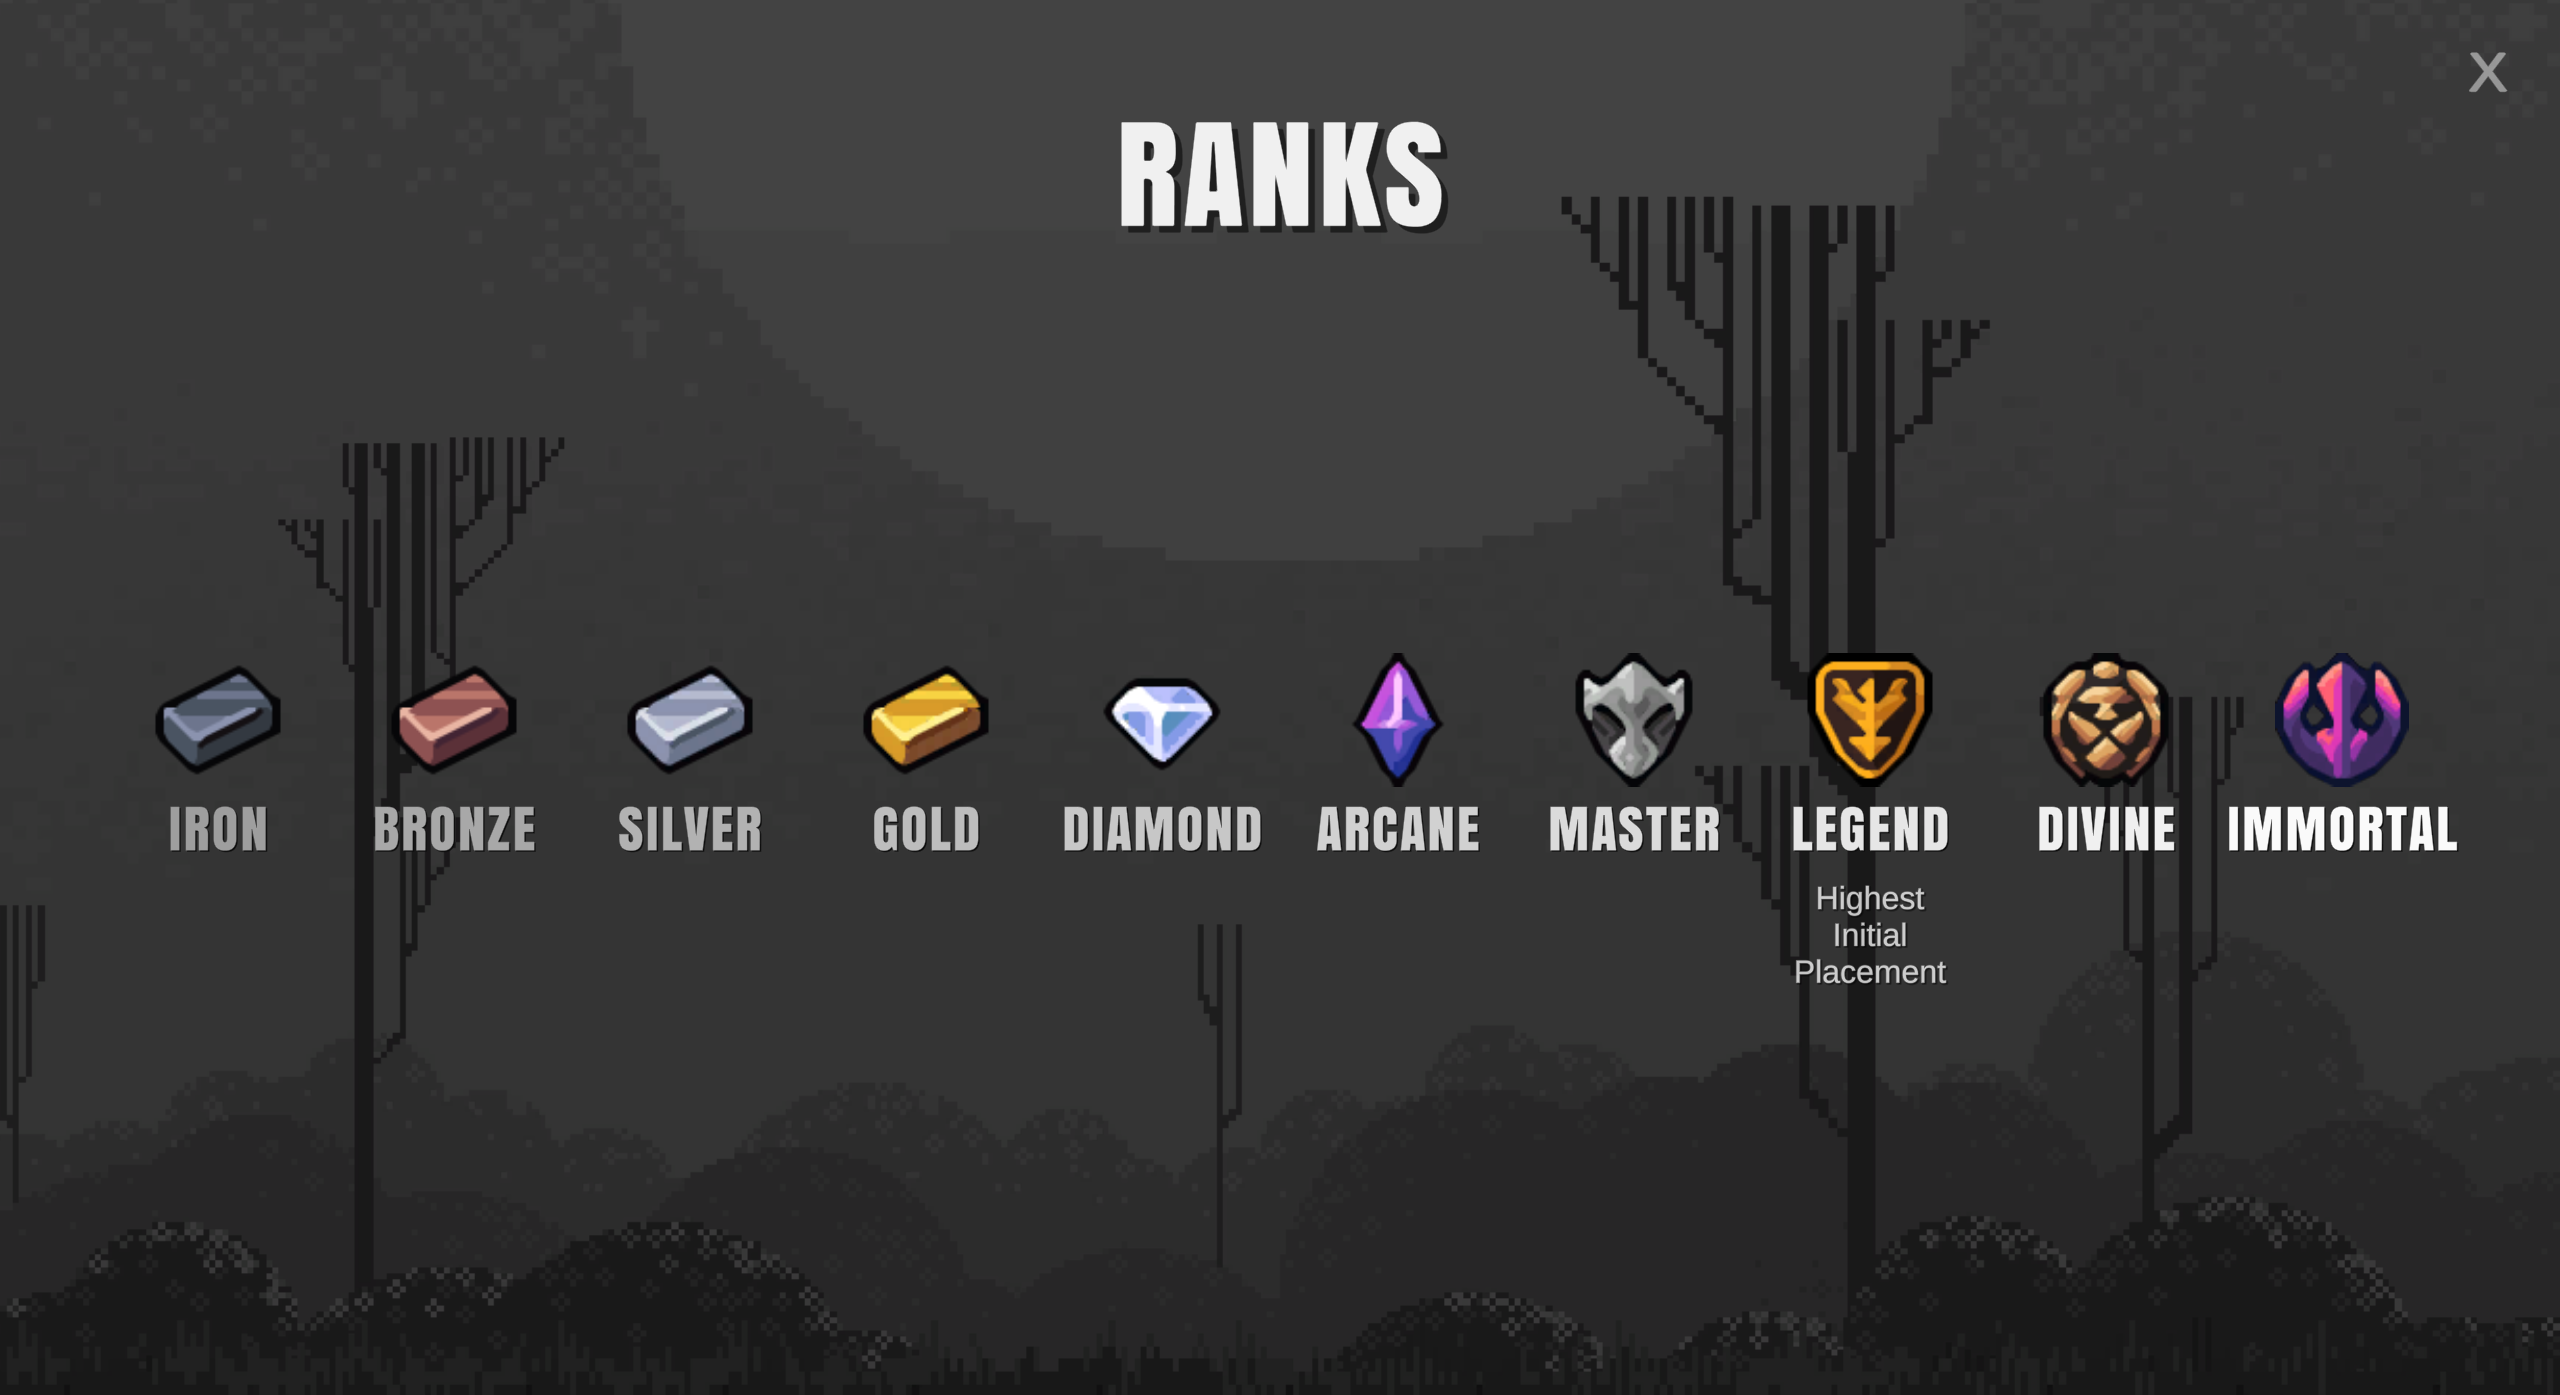 X
RANKS
IRON BRONZE SILVER GOLD DIAMOND ARCANE MASTER LEGEND DIVINE IMMORTAL
Highest
Initial
Placement